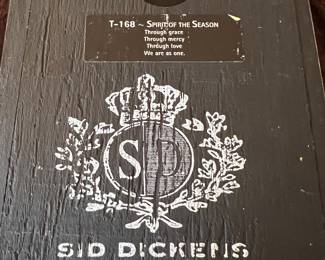 T-168 ~ Spirit of the Season
Through grace
Through mercy
Through love
We are as one.
SD
SID DICKENS